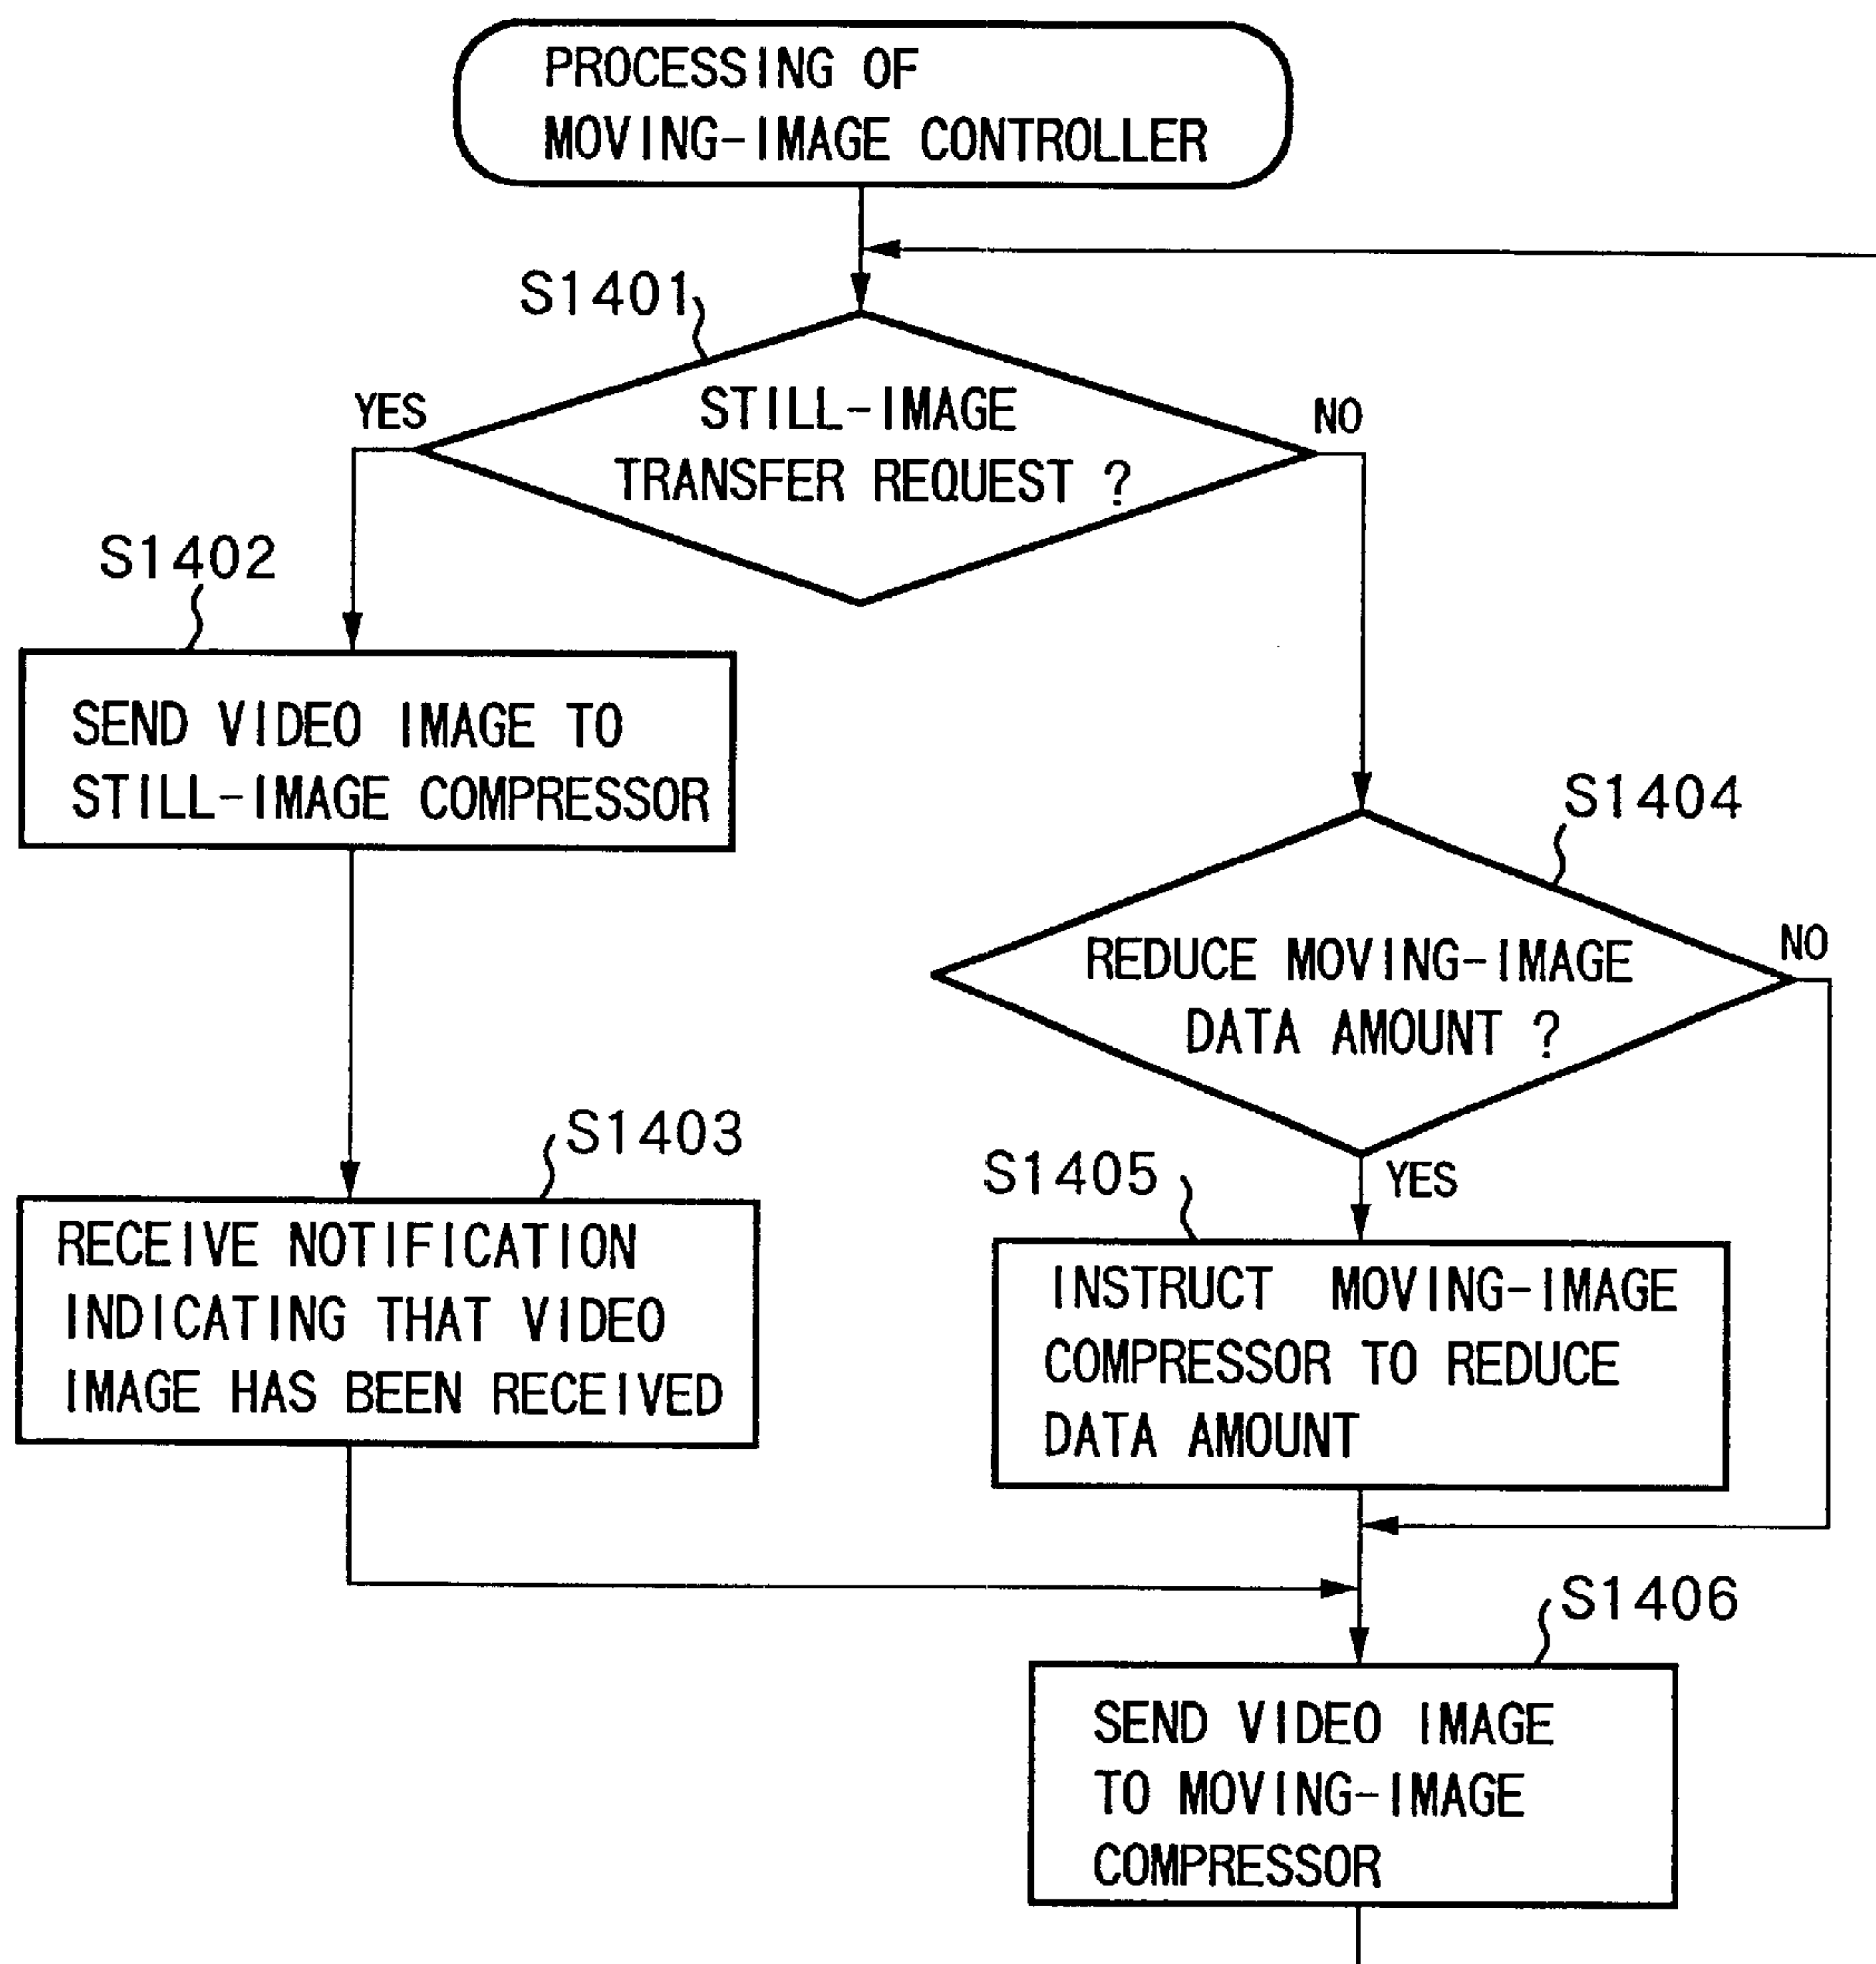 PROCESSING OF
MOVING-IMAGE CONTROLLER
S1401
YES
STILL-IMAGE
TRANSFER REQUEST ?
NO
S1402
SEND VIDEO IMAGE TO
STILL-IMAGE COMPRESSOR
S1404
REDUCE MOVING-IMAGE
DATA AMOUNT ?
NO
YES
S1403
RECEIVE NOTIFICATION
INDICATING THAT VIDEO
IMAGE HAS BEEN RECEIVED
S1405
INSTRUCT MOVING-IMAGE
COMPRESSOR TO REDUCE
DATA AMOUNT
S1406
SEND VIDEO IMAGE
TO MOVING-IMAGE
COMPRESSOR